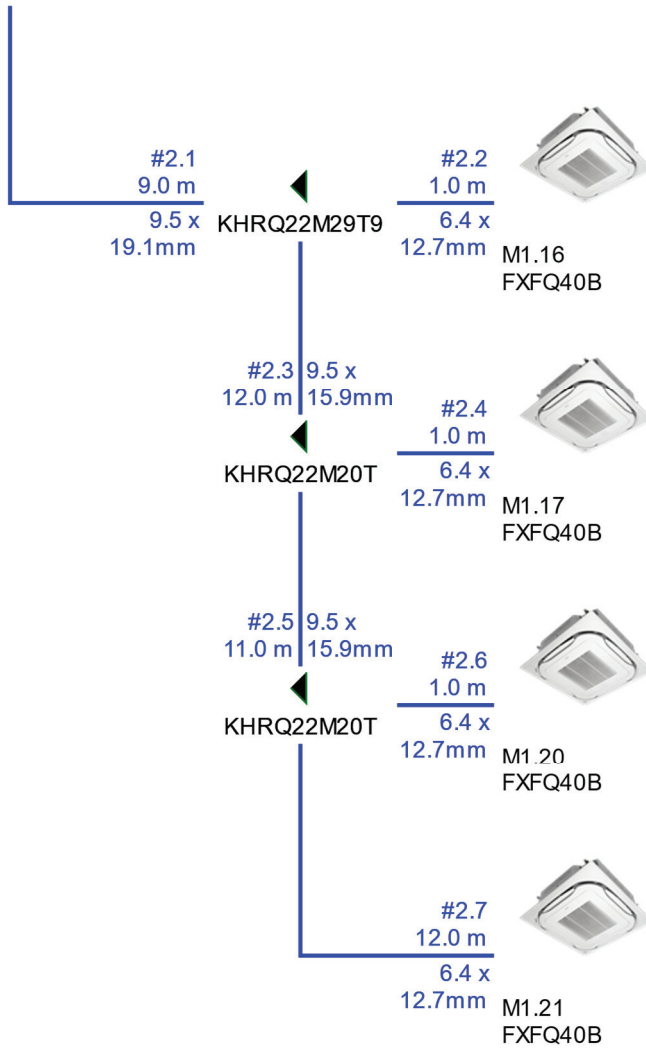 #2.1
9.0 m
9.5 x
19.1mm
KHRQ22M29T9
#2.2
1.0 m
6.4 x
12.7mm
M1.16
FXFQ40B
#2.3 9.5 x
12.0 m 15.9mm
KHRQ22M20T
#2.4
1.0 m
6.4 x
12.7mm
M1.17
FXFQ40B
#2.5 9.5 x
11.0 m 15.9mm
KHRQ22M20T
#2.6
1.0 m
6.4 x
12.7mm
M1.20
FXFQ40B
#2.7
12.0 m
6.4 x
12.7mm
M1.21
FXFQ40B